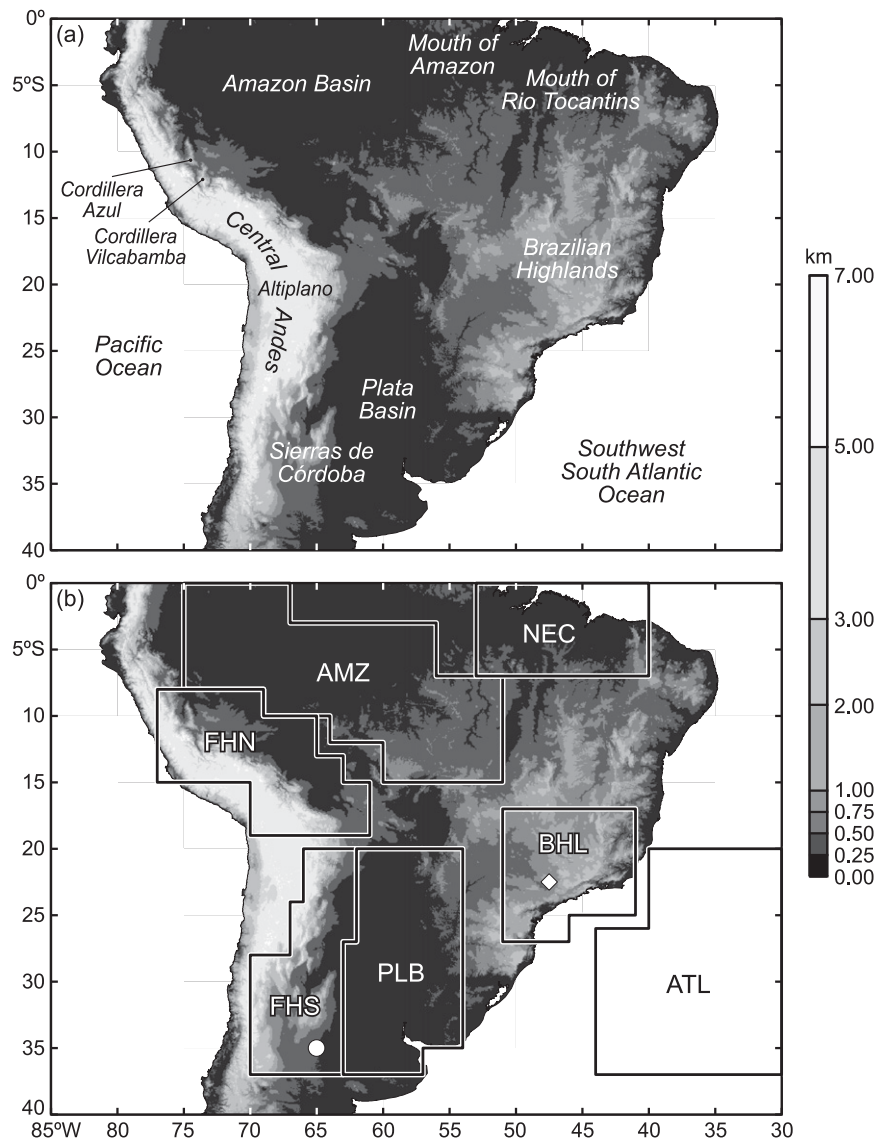 0º
(a)
Mouth of
Amazon
Mouth of
Rio Tocantins
Amazon Basin
5ºS
10
Cordillera
Azul
Cordillera
Vilcabamba
15
Central
Andes
Altiplano
Brazilian
Highlands
20
Pacific
Ocean
25
Plata
Basin
30
Sierras de
Córdoba
Southwest
South Atlantic
Ocean
35
40
km
7.00
5.00
3.00
2.00
1.00
0.75
0.50
0.25
0.00
0º
(b)
NEC
5ºS
AMZ
10
FHN
15
BHL
20
25
PLB
ATL
30
FHS
35
40
85ºW 80 75 70 65 60 55 50 45 40 35 30